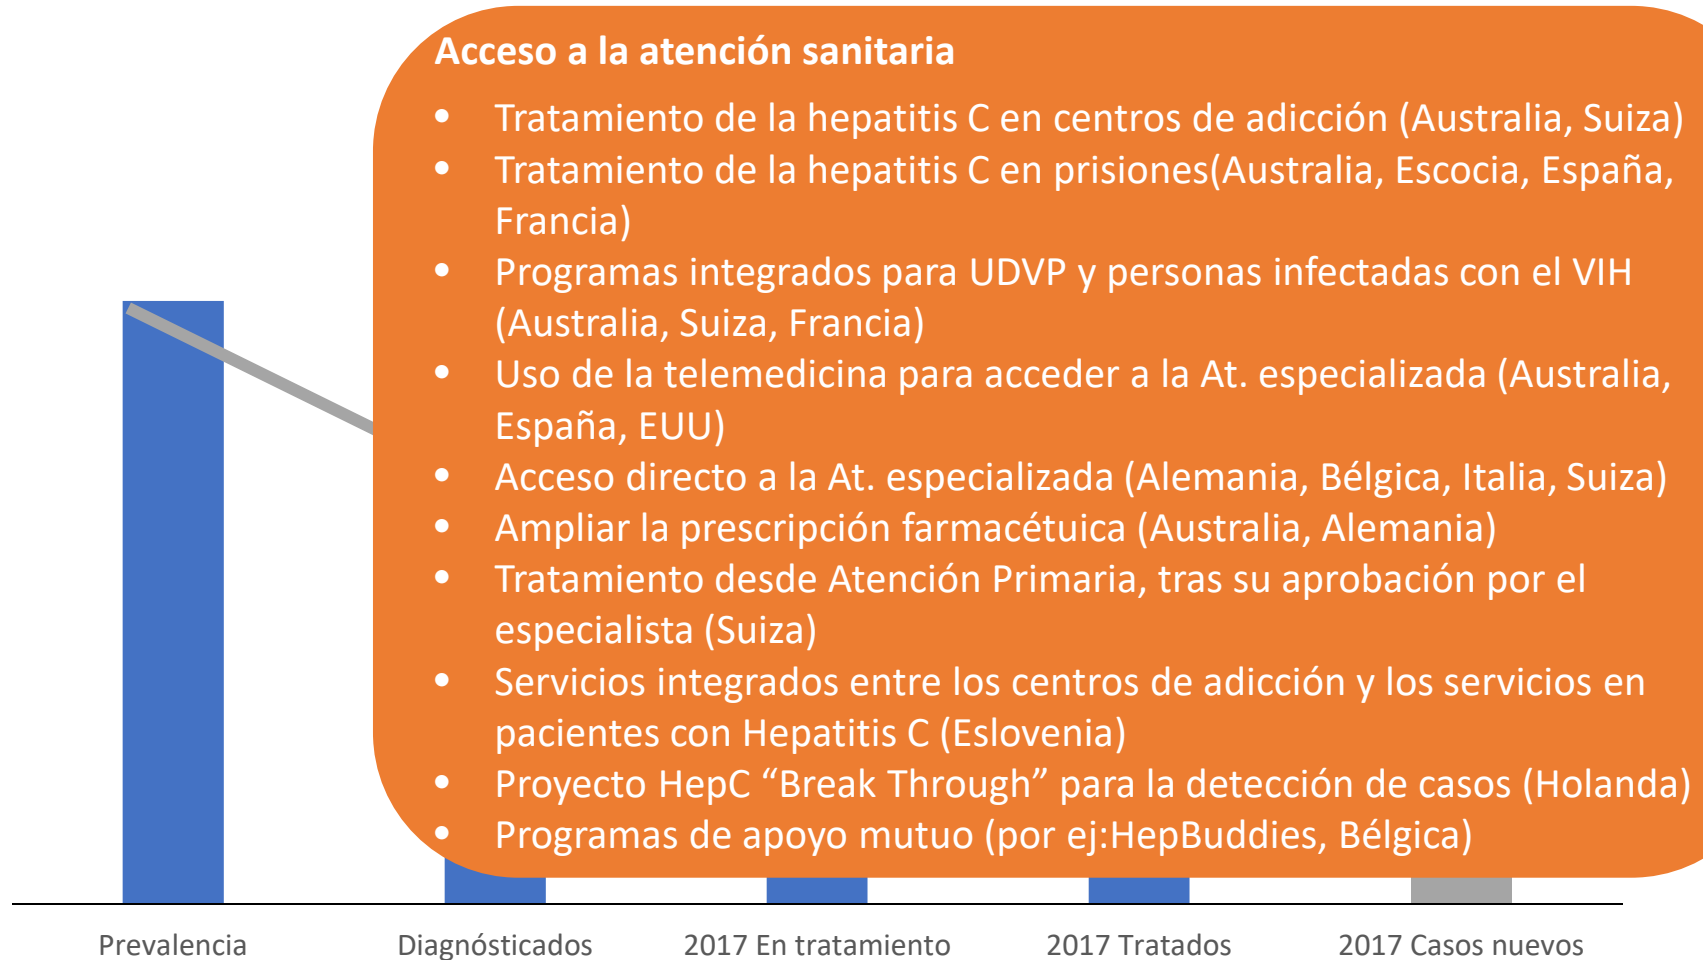 Acceso a la atención sanitaria
• Tratamiento de la hepatitis C en centros de adicción (Australia, Suiza)
• Tratamiento de la hepatitis C en prisiones(Australia, Escocia, España,
Francia)
• Programas integrados para UDVP y personas infectadas con el VIH
(Australia, Suiza, Francia)
• Uso de la telemedicina para acceder a la At. especializada (Australia,
España, EUU)
• Acceso directo a la At. especializada (Alemania, Bélgica, Italia, Suiza)
• Ampliar la prescripción farmacétuica (Australia, Alemania)
• Tratamiento desde Atención Primaria, tras su aprobación por el
especialista (Suiza)
• Servicios integrados entre los centros de adicción y los servicios en
pacientes con Hepatitis C (Eslovenia)
• Proyecto HepC “Break Through” para la detección de casos (Holanda)
• Programas de apoyo mutuo (por ej:HepBuddies, Bélgica)
Prevalencia
Diagnósticados
2017 En tratamiento
2017 Tratados
2017 Casos nuevos